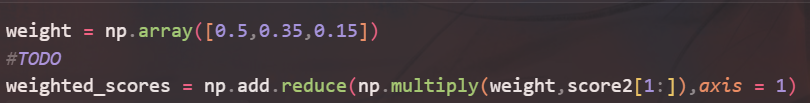 weight = np.array([0.5,0.35,0.15])
#TODO
weighted_scores = np.add.reduce(np.multiply(weight,score2[1:]),axis = 1)